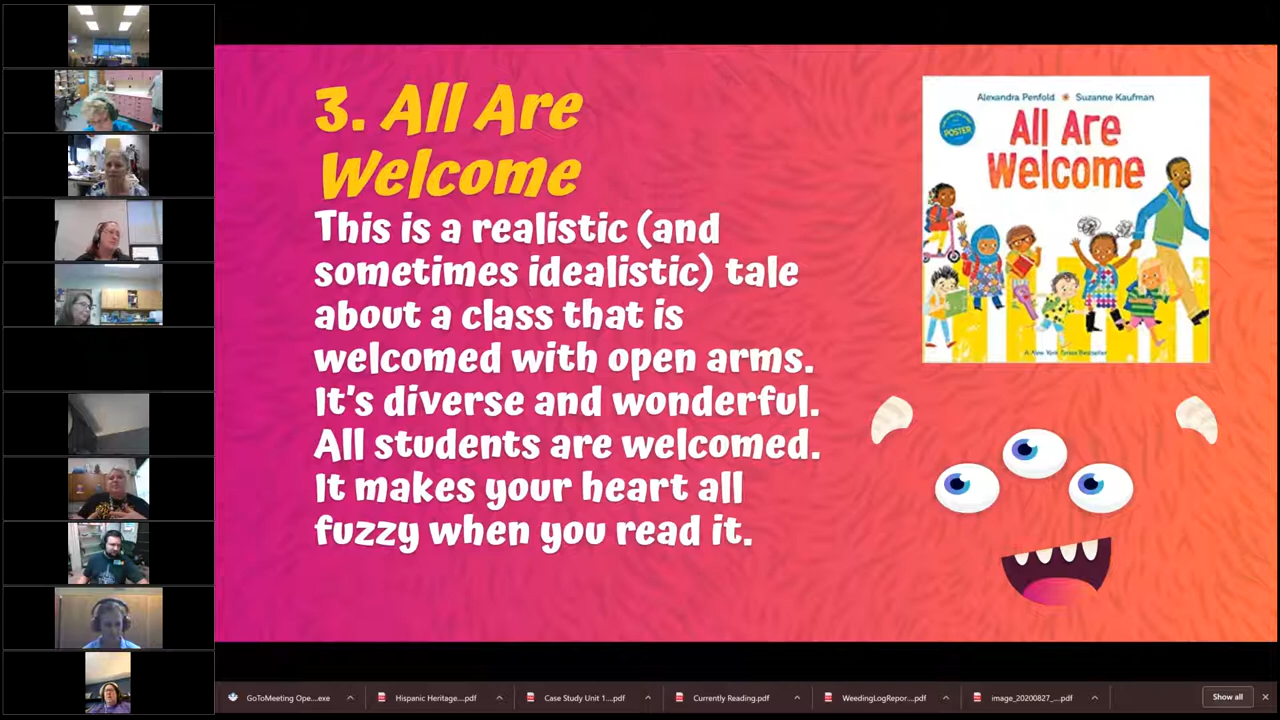 3. All Are
Welcome
This is a realistic (and
sometimes idealistic) tale
about a class that is
welcomed with open arms.
It's diverse and wonderful.
All students are welcomed.
It makes your heart all
fuzzy when you read it.
Alexandra Penfold Suzanne Kaufman
POSTER
All Are
Welcome
A New York Times Bestseller
GoToMeeting Ope....exe
Hispanic Heritage....pdf
Case Study Unit 1....pdf
Currently Reading.pdf
WeedingLogRepor....pdf
image_20200827_....pdf
Show all